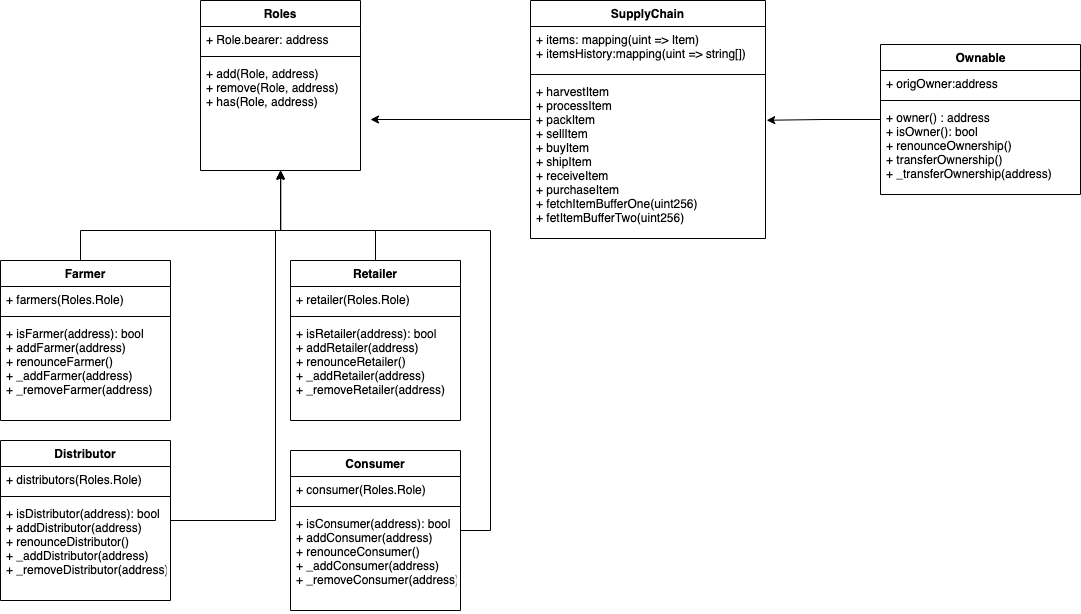 Roles
+ Role.bearer: address
+ add(Role, address)
+ remove(Role, address)
+ has(Role, address)
SupplyChain
+ items: mapping(uint => Item)
+ itemsHistory:mapping(uint => string[])
+ harvestItem
+ processItem
+ packItem
+ sellItem
+ buyItem
+ shipItem
+ receiveItem
+ purchaseItem
+ fetchItemBufferOne(uint256)
+ fetItemBufferTwo(uint256)
Ownable
+ origOwner:address
+ owner() : address
+ isOwner(): bool
+ renounceOwnership()
+ transferOwnership()
+ _transferOwnership(address)
Farmer
+ farmers(Roles.Role)
+ isFarmer(address): bool
+ addFarmer(address)
+ renounceFarmer()
+ _addFarmer(address)
+ _removeFarmer(address)
Retailer
+ retailer(Roles.Role)
+ isRetailer(address): bool
+ addRetailer(address)
+ renounceRetailer()
+ _addRetailer(address)
+ _removeRetailer(address)
Distributor
+ distributors(Roles.Role)
+ isDistributor(address): bool
+ addDistributor(address)
+ renounceDistributor()
+ _addDistributor(address)
+ _removeDistributor(address)
Consumer
+ consumer(Roles.Role)
+ isConsumer(address): bool
+ addConsumer(address)
+ renounceConsumer()
+ _addConsumer(address)
+ _removeConsumer(address)